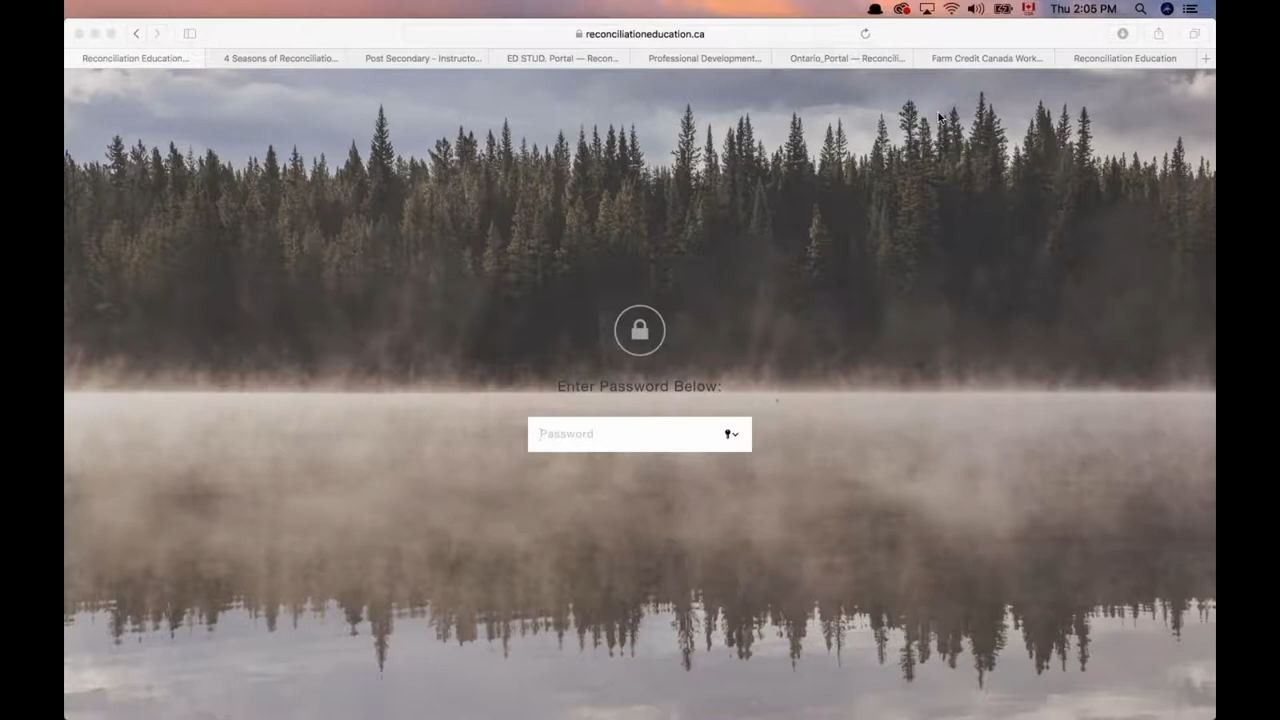 Thu 2:05 PM
reconciliationeducation.ca
Reconciliation Education...
4 Seasons of Reconciliatio...
Post Secondary - Instructo...
ED STUD. Portal — Recon...
Professional Development...
Ontario_Portal — Reconcili...
Farm Credit Canada Work...
Reconciliation Education
Enter Password Below:
Password